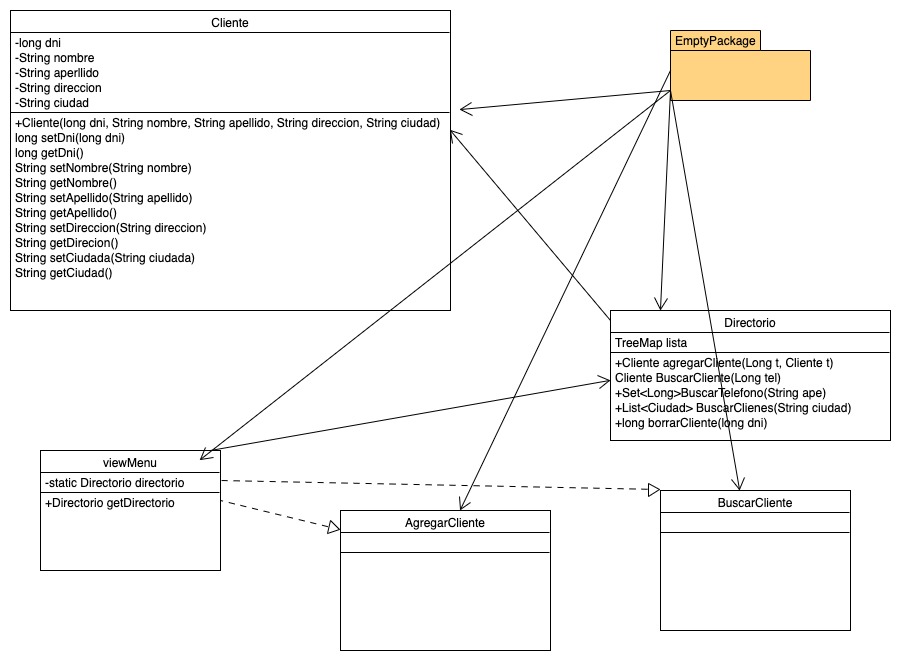 Cliente
-long dni
-String nombre
-String aperllido
-String direccion
-String ciudad
+Cliente(long dni, String nombre, String apellido, String direccion, String ciudad)
long setDni(long dni)
long getDni()
String setNombre(String nombre)
String getNombre()
String setApellido(String apellido)
String getApellido()
String setDireccion(String direccion)
String getDirecion()
String setCiudada(String ciudada)
String getCiudad()
EmptyPackage
Directorio
TreeMap lista
+Cliente agregarCliente(Long t, Cliente t)
Cliente BuscarCliente(Long tel)
+Set<Long>BuscarTelefono(String ape)
+List<Ciudad> BuscarClienes(String ciudad)
+long borrarCliente(long dni)
viewMenu
-static Directorio directorio
+Directorio getDirectorio
AgregarCliente
BuscarCliente